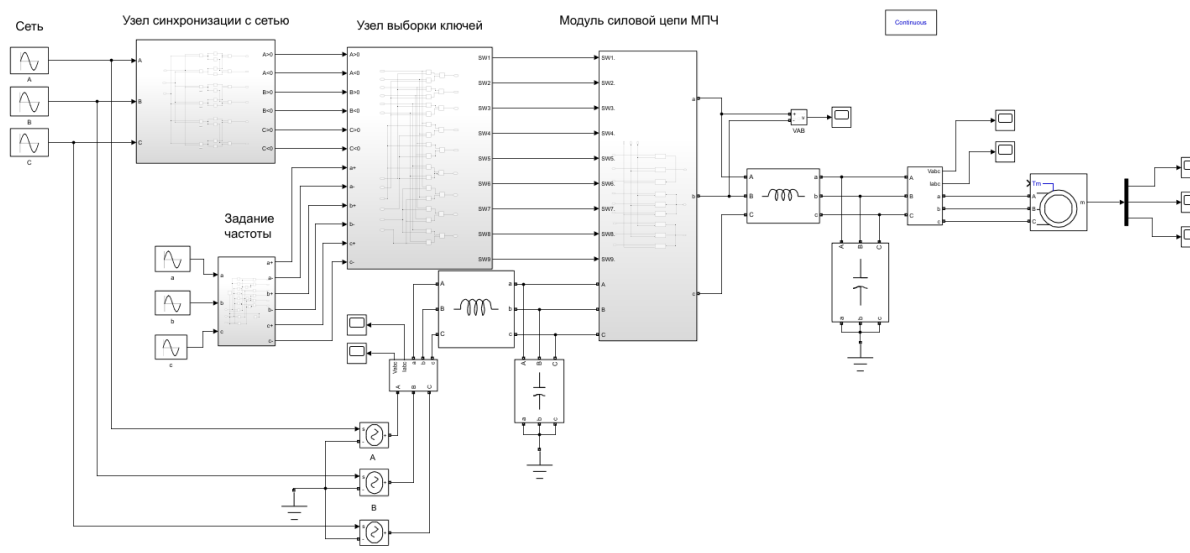 Сеть
Узел синхронизации с сетью
Узел выборки ключей
Модуль силовой цепи МПЧ
Continuous
A
B
C
A
B
C
A>0
A<0
B>0
B<0
C>0
C<0
A>0
A<0
B>0
B<0
C>0
C<0
a+
a-
b+
b-
c+
c-
SW1
SW2
SW3
SW4
SW5
SW6
SW7
SW8
SW9
SW1.
SW2.
SW3.
SW4.
SW5.
SW6.
SW7.
SW8.
SW9.
A
B
C
a
b
c
+
-
v
VAB
A
B
C
a
b
c
A
B
C
Vabc
Iabc
a
b
c
Tm
A
B
C
m
A B C
a b c
Задание
частоты
a
b
c
a
b
c
a+
a-
b+
b-
c+
c-
A
B
C
a
b
c
Vabc
Iabc
a
b
c
A
B
C
A B C
a b c
s
-
+
A
s
-
+
B
s
-
+